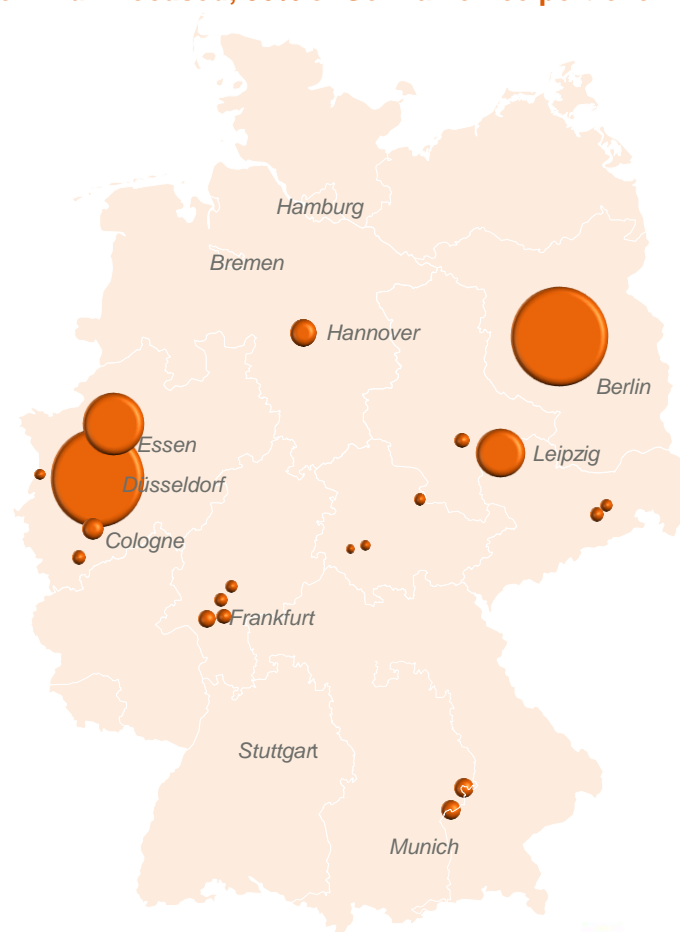 Hamburg
Bremen
Hannover
Berlin
Essen
Leipzig
Düsseldorf
Cologne
Frankfurt
Stuttgart
Munich